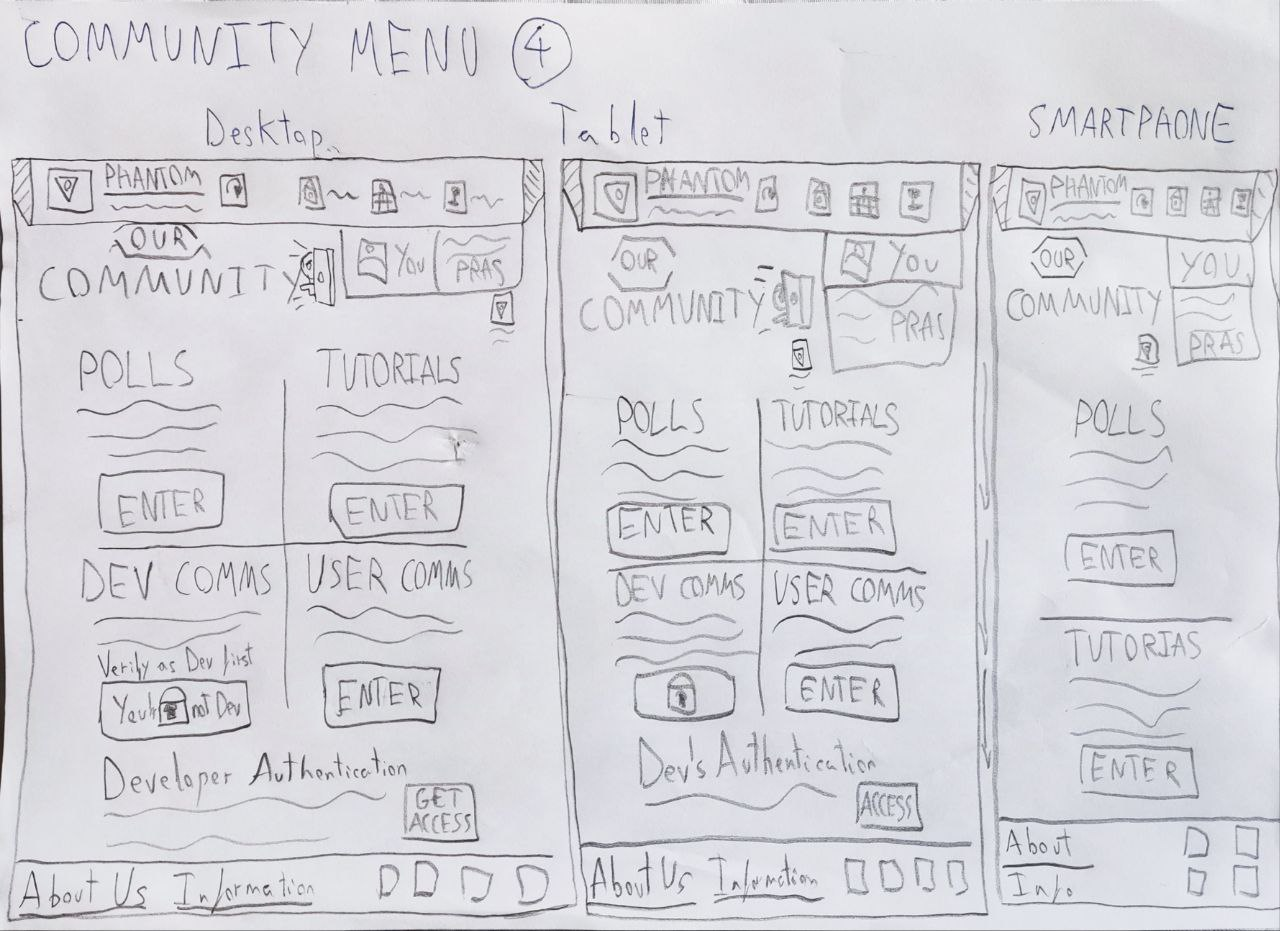 COMMUNITY MENU 4
Desktop
PHANTOM
OUR
COMMUNITY
You
PRAS
POLLS
TUTORIALS
ENTER
ENTER
DEV COMMS
USER COMMS
Verify as Dev first
not Dev
ENTER
Developer Authentication
GET
ACCESS
About Us Information
Tablet
PHANTOM
OUR
COMMUNITY
You
PRAS
POLLS
TUTORIALS
ENTER
ENTER
DEV COMMS
USER COMMS
ENTER
Dev's Authentication
ACCESS
About Us Information
SMARTPHONE
PHANTOM
OUR
COMMUNITY
YOU
PRAS
POLLS
ENTER
TUTORIAS
ENTER
About
Info